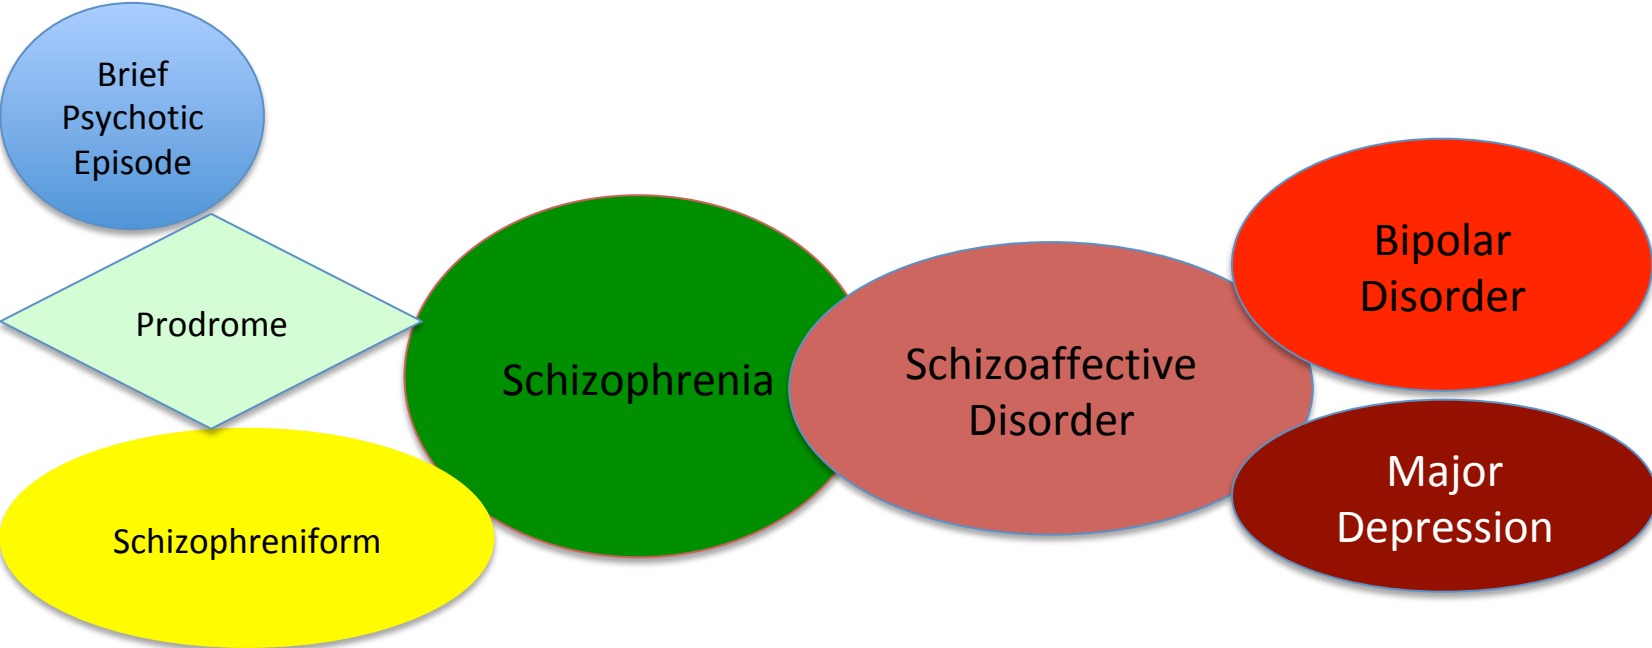 Brief
Psychotic
Episode
Prodrome
Schizophreniform
Schizophrenia
Schizoaffective
Disorder
Bipolar
Disorder
Major
Depression